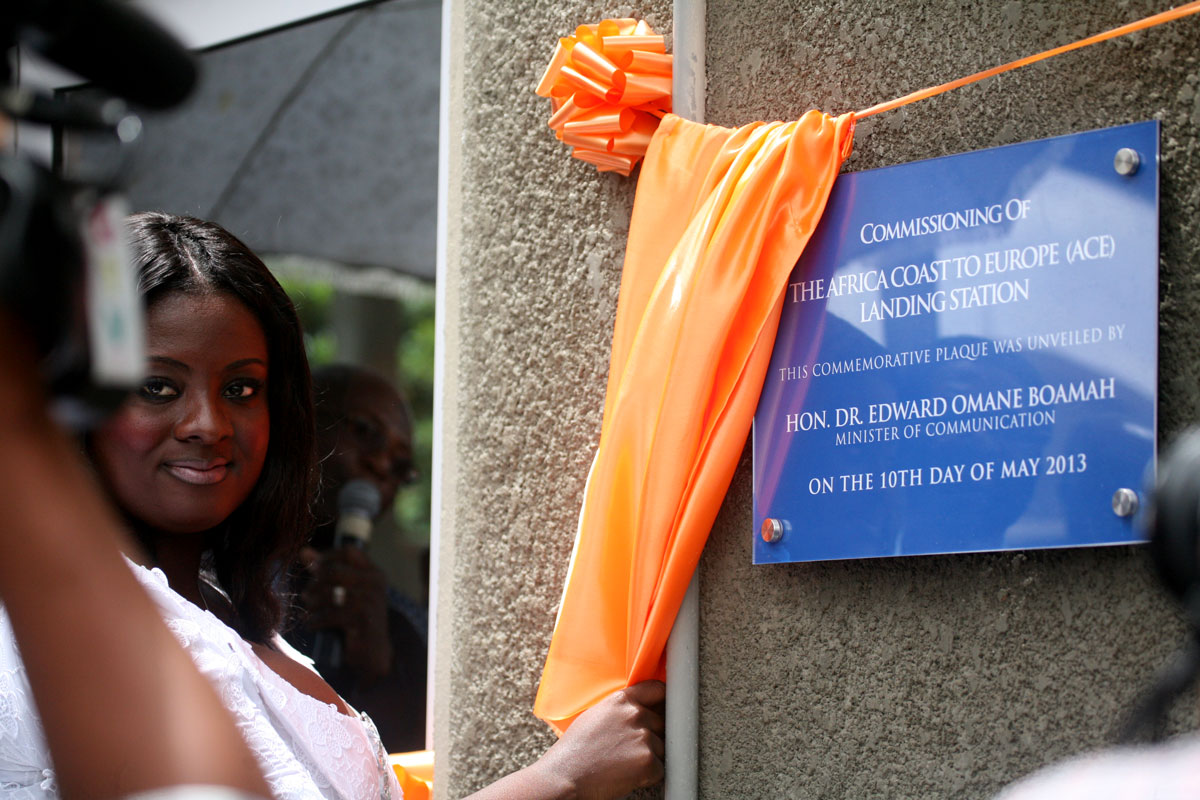 COMMISSIONING OF
THE AFRICA COAST TO EUROPE (ACE)
LANDING STATION
THIS COMMEMORATIVE PLAQUE WAS UNVEILED BY
HON. DR. EDWARD OMANE BOAMAH
MINISTER OF COMMUNICATION
ON THE 10TH DAY OF MAY 2013